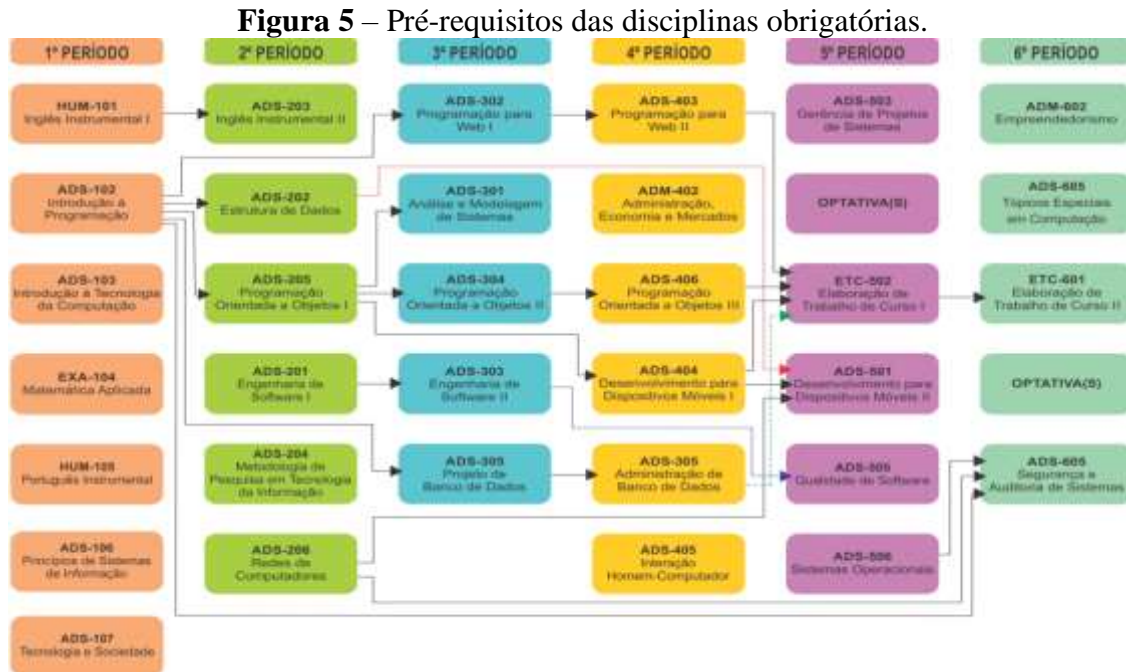 Figura 5 – Pré-requisitos das disciplinas obrigatórias.
1º PERÍODO
2º PERÍODO
3º PERÍODO
4º PERÍODO
5º PERÍODO
6º PERÍODO
HUM-101
Inglês Instrumental I
ADS-203
Inglês Instrumental II
ADS-302
Programação para
Web I
ADS-403
Programação para
Web II
ADS-503
Gerência de Projetos
de Sistemas
ADM-602
Empreendedorismo
ADS-102
Introdução à
Programação
ADS-202
Estrutura de Dados
ADS-301
Análise e Modelagem
de Sistemas
ADM-402
Administração,
Economia e Mercados
OPTATIVA(S)
ADS-605
Tópicos Especiais
em Computação
ADS-103
Introdução à Tecnologia
da Computação
ADS-205
Programação
Orientada a Objetos I
ADS-304
Programação
Orientada a Objetos II
ADS-406
Programação
Orientada a Objetos III
ETC-502
Elaboração de
Trabalho de Curso I
ETC-601
Elaboração de
Trabalho de Curso II
EXA-104
Matemática Aplicada
ADS-201
Engenharia de
Software I
ADS-303
Engenharia de
Software II
ADS-404
Desenvolvimento para
Dispositivos Móveis I
ADS-501
Desenvolvimento para
Dispositivos Móveis II
OPTATIVA(S)
HUM-105
Português Instrumental
ADS-204
Metodologia de
Pesquisa em Tecnologia
da Informação
ADS-305
Projeto de
Banco de Dados
ADS-305
Administração de
Banco de Dados
ADS-505
Qualidade de Software
ADS-605
Segurança e
Auditoria de Sistemas
ADS-106
Princípios de Sistemas
de Informação
ADS-206
Redes de
Computadores
ADS-405
Interação
Homem-Computador
ADS-506
Sistemas Operacionais
ADS-107
Tecnologia e Sociedade